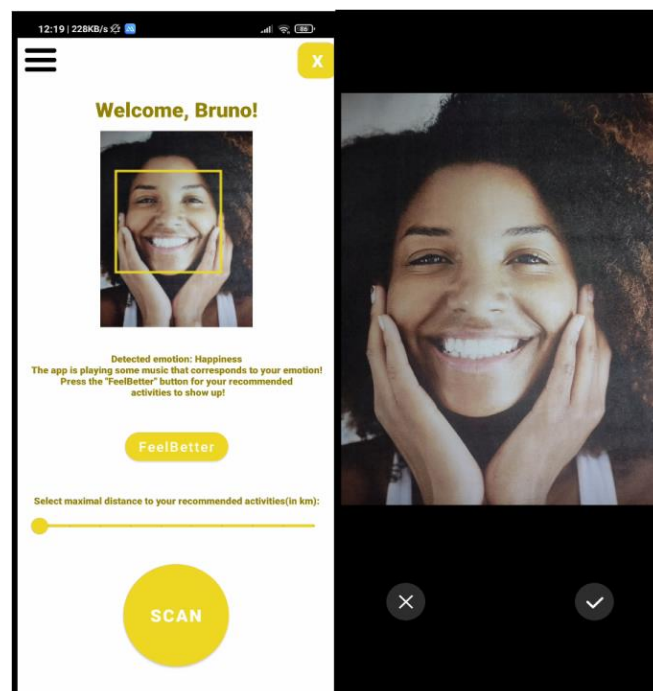 12:19 | 228KB/s
86
X
Welcome, Bruno!
Detected emotion: Happiness
The app is playing some music that corresponds to your emotion!
Press the "FeelBetter" button for your recommended
activities to show up!
FeelBetter
Select maximal distance to your recommended activities(in km):
SCAN